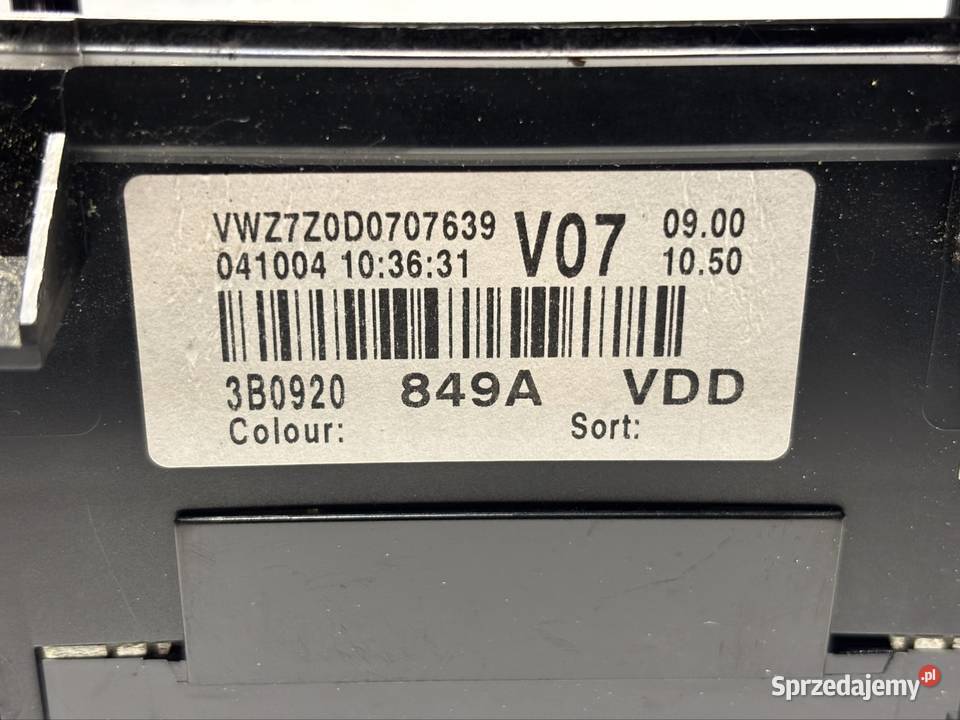 VWZ7Z0D0707639 V07 09.00
041004 10:36:31 10.50
3B0920 849A VDD
Colour: Sort:
Sprzedajemy.pl